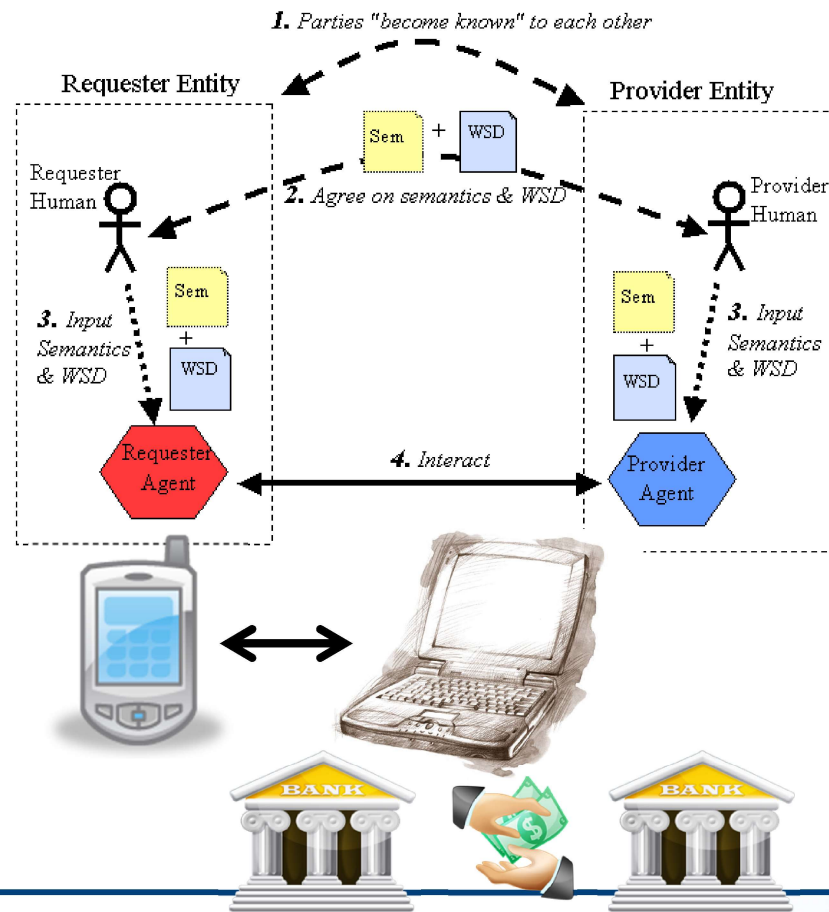 1. Parties "become known" to each other
Requester Entity
Provider Entity
Sem
+
WSD
Requester
Human
2. Agree on semantics & WSD
Provider
Human
3. Input
Semantics
& WSD
Sem
+
WSD
Sem
+
WSD
3. Input
Semantics
& WSD
Requester
Agent
4. Interact
Provider
Agent
BANK
$
BANK